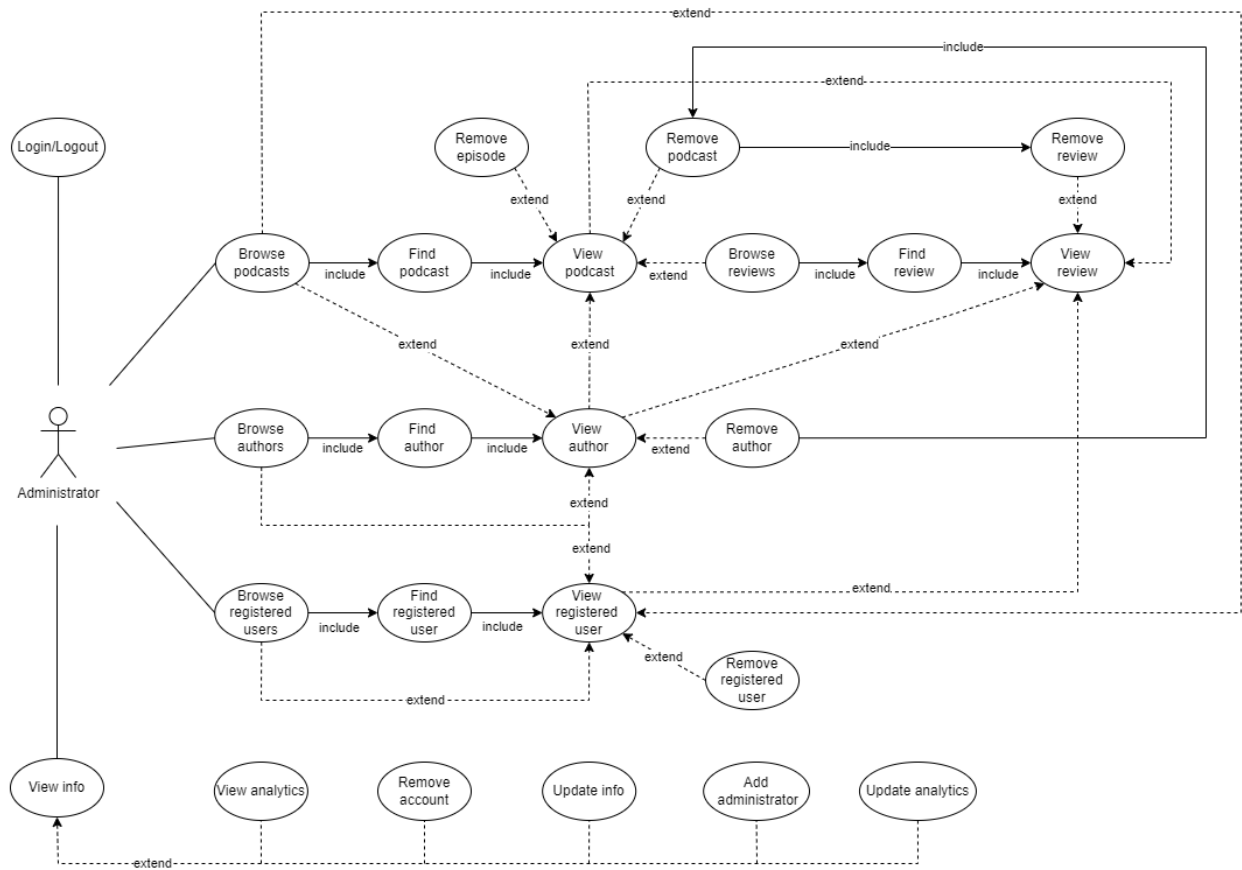 extend
include
extend
Login/Logout
Remove
episode
Remove
podcast
include
Remove
review
extend
extend
extend
Browse
podcasts
include
Find
podcast
include
View
podcast
extend
Browse
reviews
include
Find
review
include
View
review
extend
extend
extend
Browse
authors
include
Find
author
include
View
author
extend
Remove
author
Administrator
extend
extend
Browse
registered
users
include
Find
registered
user
include
View
registered
user
extend
extend
Remove
registered
user
extend
View info
View analytics
Remove
account
Update info
Add
administrator
Update analytics
extend